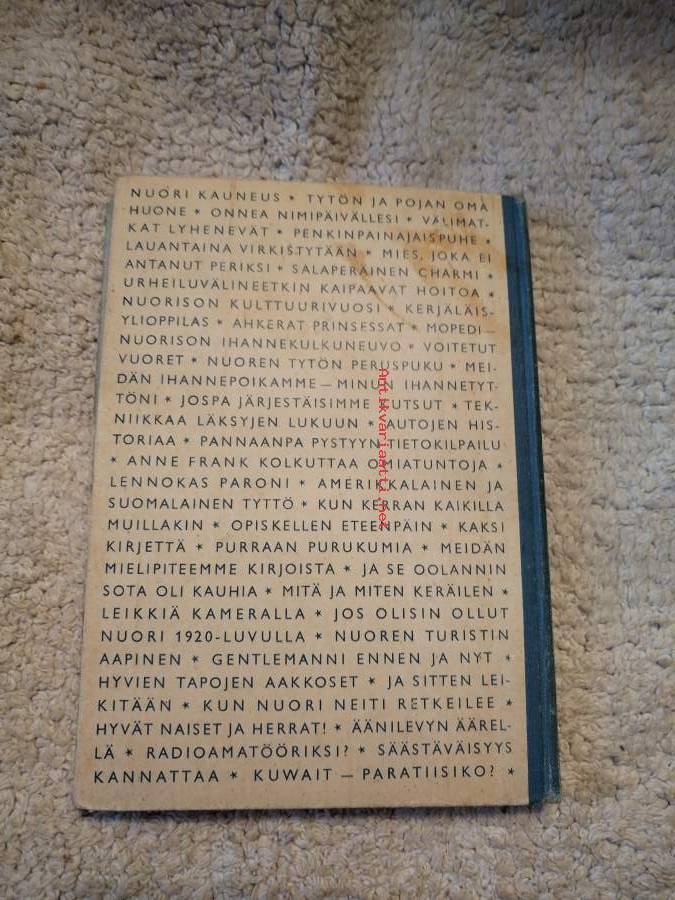 NUORI KAUNEUS * TYTÖN JA POJAN OMA
HUONE * ONNEA NIMIPÄIVÄLLESI * VÄLIMAT-
KAT LYHENEVÄT * PENKINPAINAJAISPUHE *
LAUANTAINA VIRKISTYTÄÄN * MIES, JOKA EI
ANTANUT PERIKSI * SALAPERÄINEN CHARMI *
URHEILUVÄLINEETKIN KAIPAAVAT HOITOA *
NUORISON KULTTUURIVUOSI * KERJÄLÄIS-
YLIOPPILAS * AHKERAT PRINSESSAT * MOPEDI —
NUORISON IHANNEKULKUNEUVO * VOITETUT
VUORET * NUOREN TYTÖN PERUSPUKU * MEI-
DÄN IHANNEPOIKAMME — MINUN IHANNETYT-
TÖNI * JOSPA JÄRJESTÄISIMME KUTSUT * TEK-
NIIKKAA LÄKSYJEN LUKUUN * AUTOJEN HIS-
TORIAA * PANNAANPA PYSTYYN TIETOKILPAILU
* ANNE FRANK KOLKUTTAA OMIATUNTOJA *
LENNOKAS PARONI * AMERIKKALAINEN JA
SUOMALAINEN TYTTÖ * KUN KERRAN KAIKILLA
MUILLAKIN * OPISKELLEN ETEENPÄIN * KAKSI
KIRJETTÄ * PURRAAN PURUKUMIA * MEIDÄN
MIELIPITEEMME KIRJOISTA * JA SE OOLANNIN
SOTA OLI KAUHIA * MITÄ JA MITEN KERÄILEN *
LEIKKIÄ KAMERALLA * JOS OLISIN OLLUT
NUORI 1920-LUVULLA * NUOREN TURISTIN
AAPINEN * GENTLEMANNI ENNEN JA NYT *
HYVIEN TAPOJEN AAKKOSET * JA SITTEN LEI-
KITÄÄN * KUN NUORI NEITI RETKEILEE *
HYVÄT NAISET JA HERRAT! * ÄÄNILEVYN ÄÄREL-
LÄ * RADIOAMATÖÖRIKSI? * SÄÄSTÄVÄISYYS
KANNATTAA * KUWAIT — PARATIISIKO? *
Antikvariaatti.net